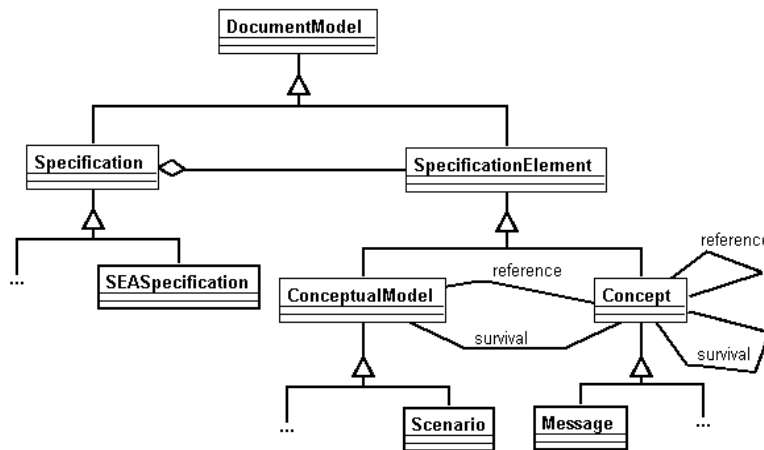 DocumentModel
Specification
SpecificationElement
reference
... 
SEASpecification
ConceptualModel
reference
Concept
survival
survival
...
Scenario
Message
...